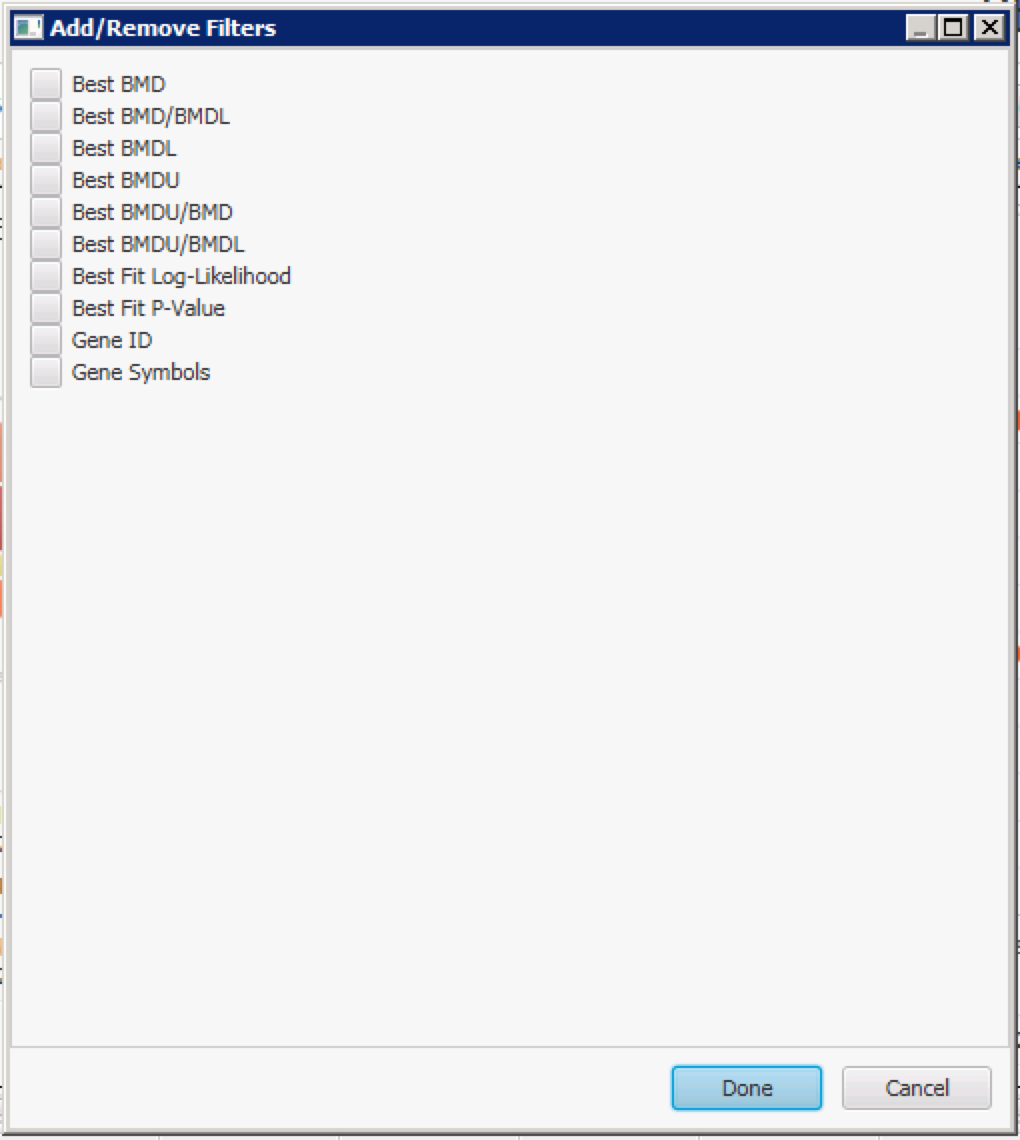 Add/Remove Filters
Best BMD
Best BMD/BMDL
Best BMDL
Best BMDU
Best BMDU/BMD
Best BMDU/BMDL
Best Fit Log-Likelihood
Best Fit P-Value
Gene ID
Gene Symbols
Done Cancel